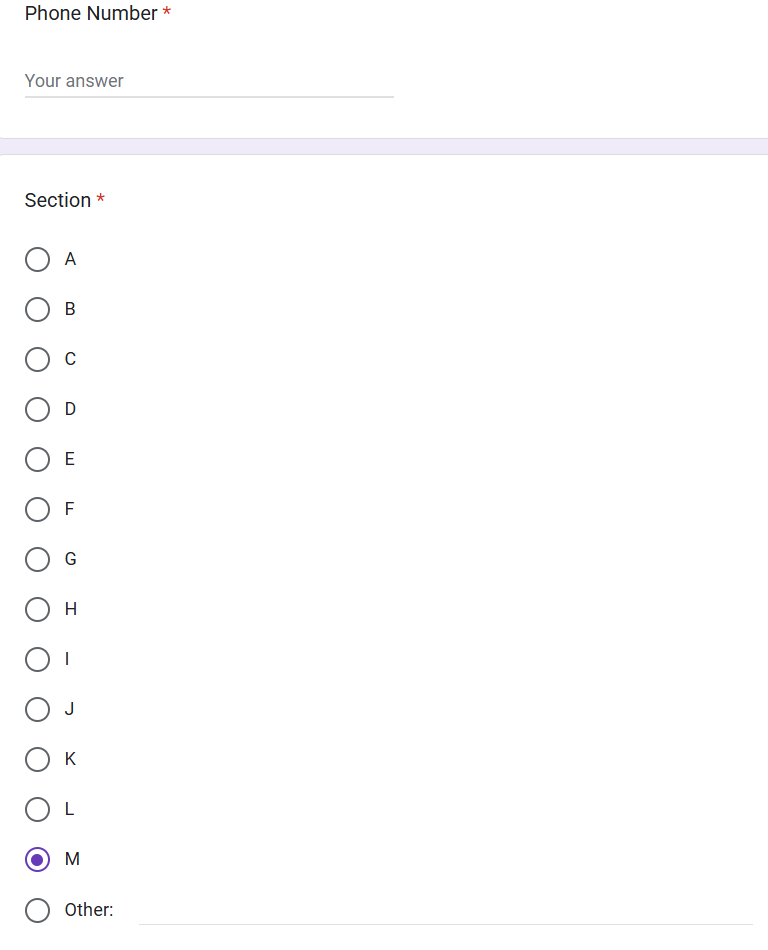 Phone Number *
Your answer
Section *
A
B
C
D
E
F
G
H
I
J
K
L
M
Other: